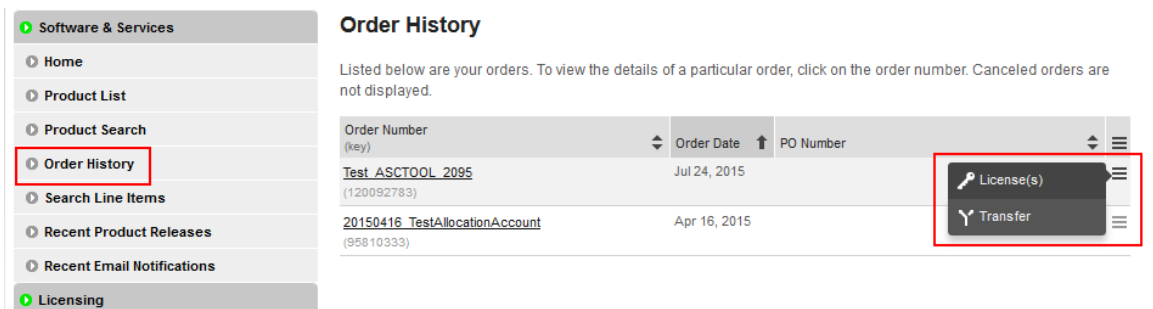 Software & Services
Home
Product List
Product Search
Order History
Search Line Items
Recent Product Releases
Recent Email Notifications
Licensing
Order History
Listed below are your orders. To view the details of a particular order, click on the order number. Canceled orders are
not displayed.
Order Number
(key)
Order Date
PO Number
Test_ASCTOOL_2095
(120092783)
Jul 24, 2015
License(s)
Transfer
20150416_TestAllocationAccount
(95810333)
Apr 16, 2015